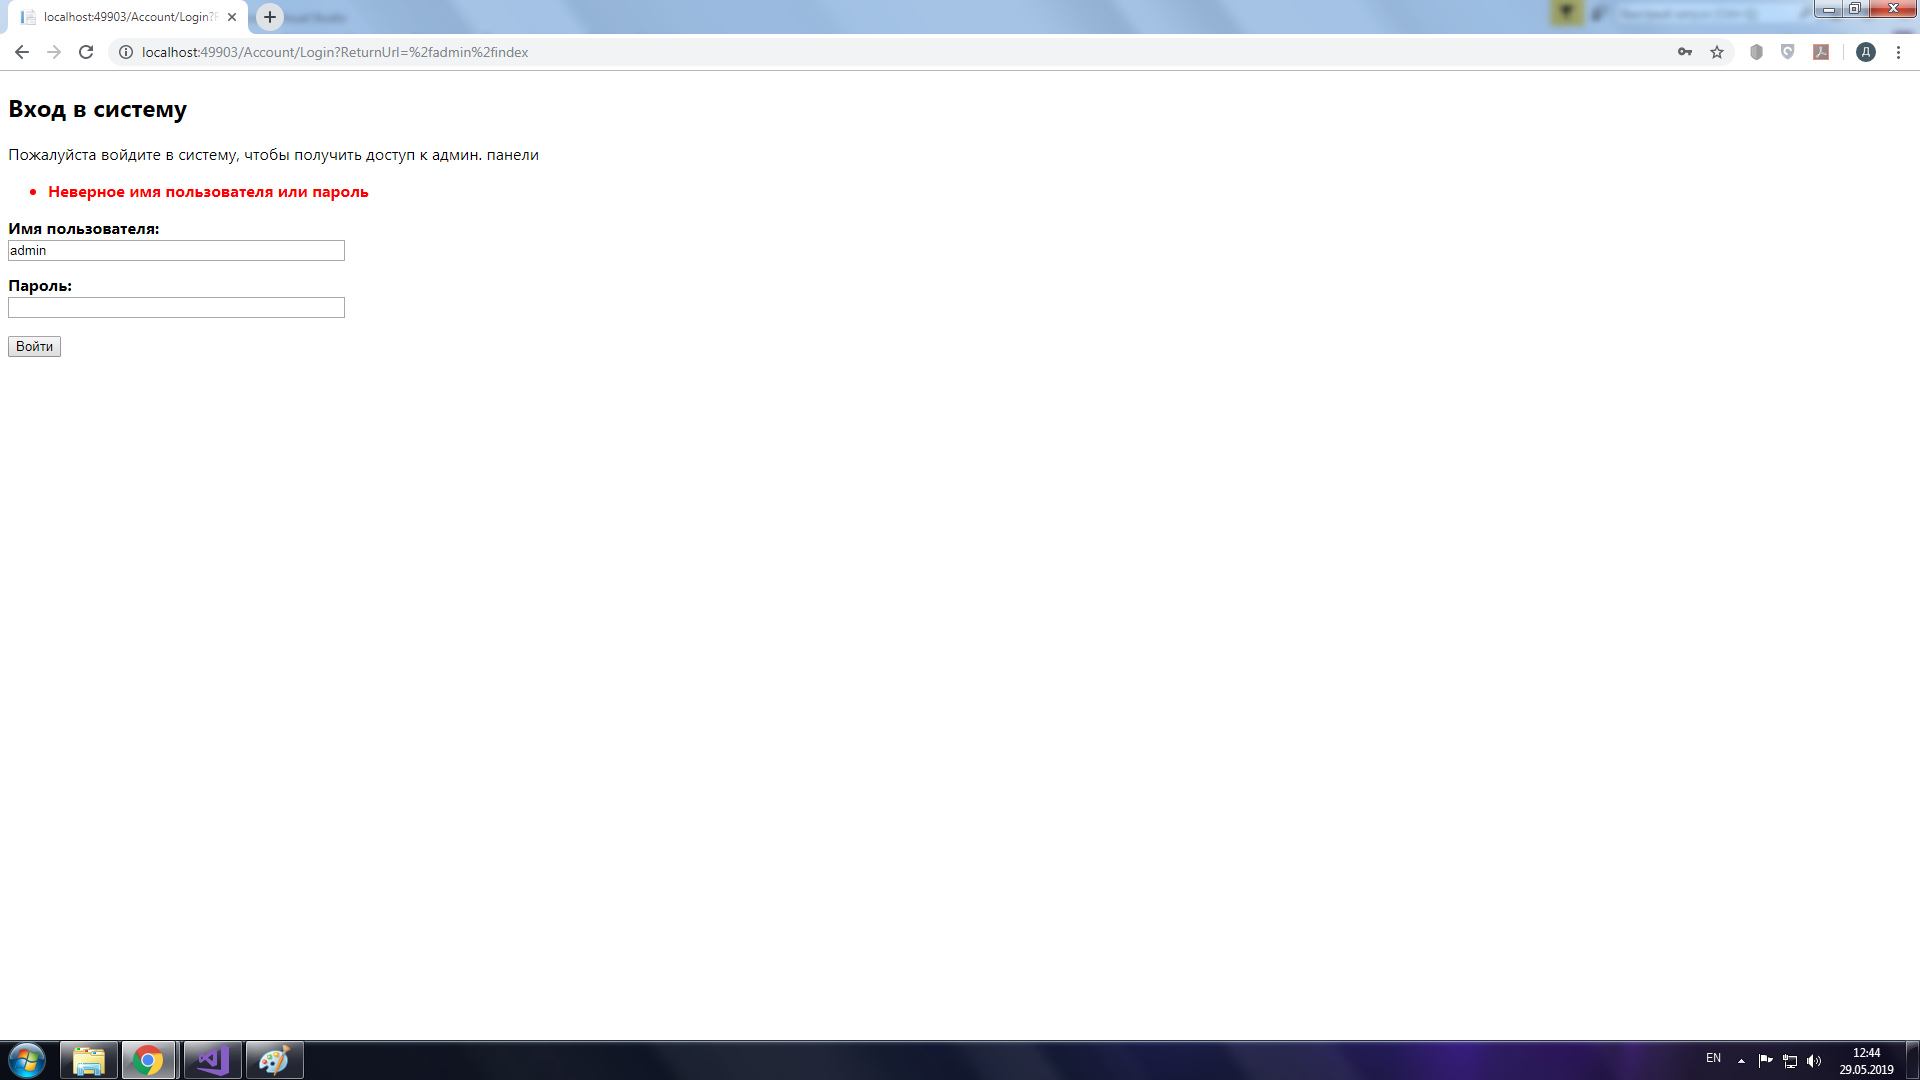 localhost:49903/Account/Login?
localhost:49903/Account/Login?ReturnUrl=%2fadmin%2findex
Д
Вход в систему
Пожалуйста войдите в систему, чтобы получить доступ к админ. панели
Неверное имя пользователя или пароль
Имя пользователя:
admin
Пароль:
Войти
EN
12:44
29.05.2019